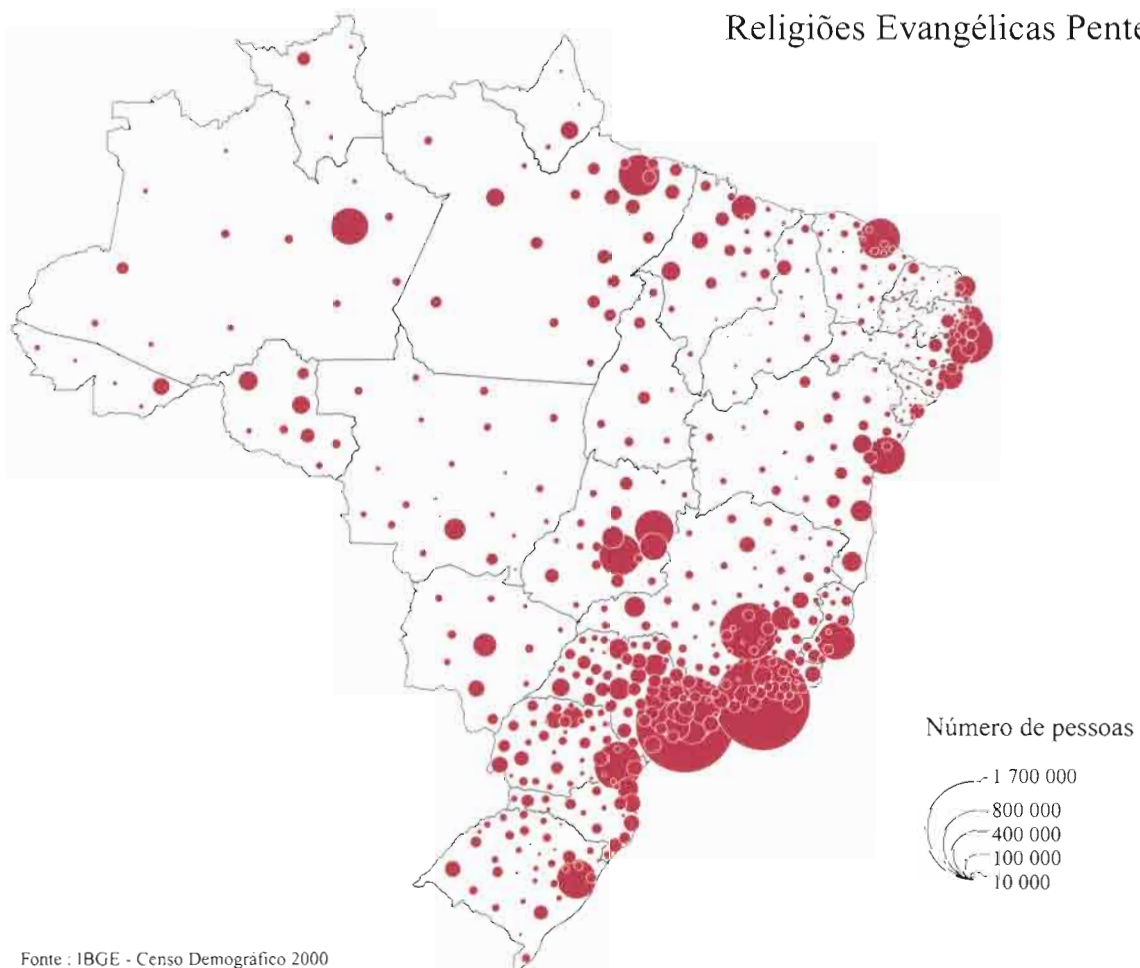 Religiões Evangélicas Pente
Número de pessoas
1 700 000
800 000
400 000
100 000
10 000
Fonte : IBGE - Censo Demográfico 2000